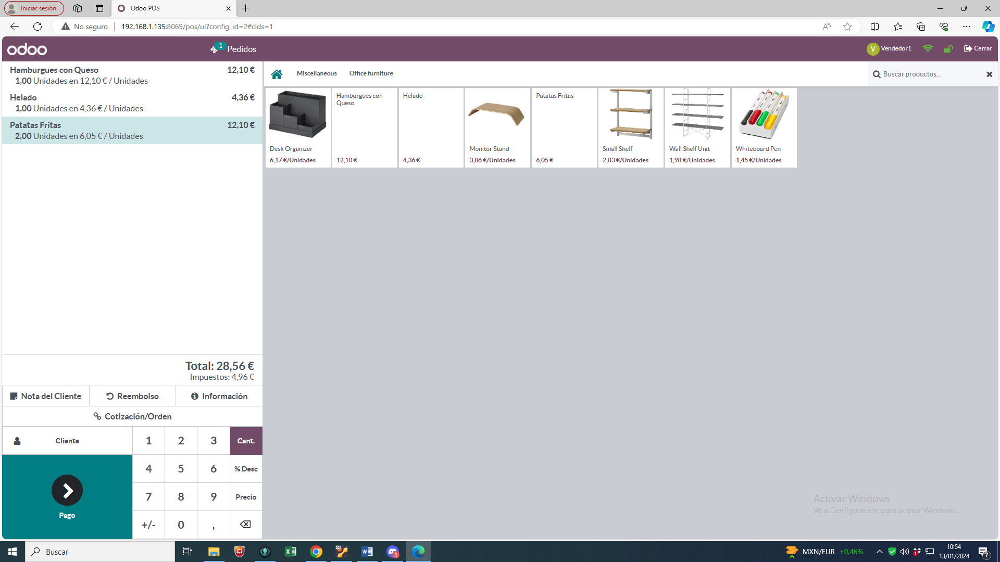 Iniciar sesión
Odoo POS
No seguro
192.168.1.135:8069/pos/ui?config_id=2#cids=1
odoo
1
Pedidos
V
Vendedor1
Cerrar
Hamburgues con Queso 12,10 €
1,00 Unidades en 12,10 € / Unidades
Helado 4,36 €
1,00 Unidades en 4,36 € / Unidades
Patatas Fritas 12,10 €
2,00 Unidades en 6,05 € / Unidades
Total: 28,56 €
Impuestos: 4,96 €
Nota del Cliente
Reembolso
Información
Cotización/Orden
Cliente
1 2 3 Cant.
4 5 6 % Desc
7 8 9 Precio
+/- 0 ,
Pago
Miscellaneous
Office furniture
Buscar productos...
Desk Organizer
6,17 €/Unidades
Hamburgues con
Queso
12,10 €
Helado
4,36 €
Monitor Stand
3,86 €/Unidades
Patatas Fritas
6,05 €
Small Shelf
2,83 €/Unidades
Wall Shelf Unit
1,98 €/Unidades
Whiteboard Pen
1,45 €/Unidades
Activar Windows
Ve a Configuración para activar Windows.
Buscar
1
MXN/EUR +0,46%
10:54
13/01/2024
7